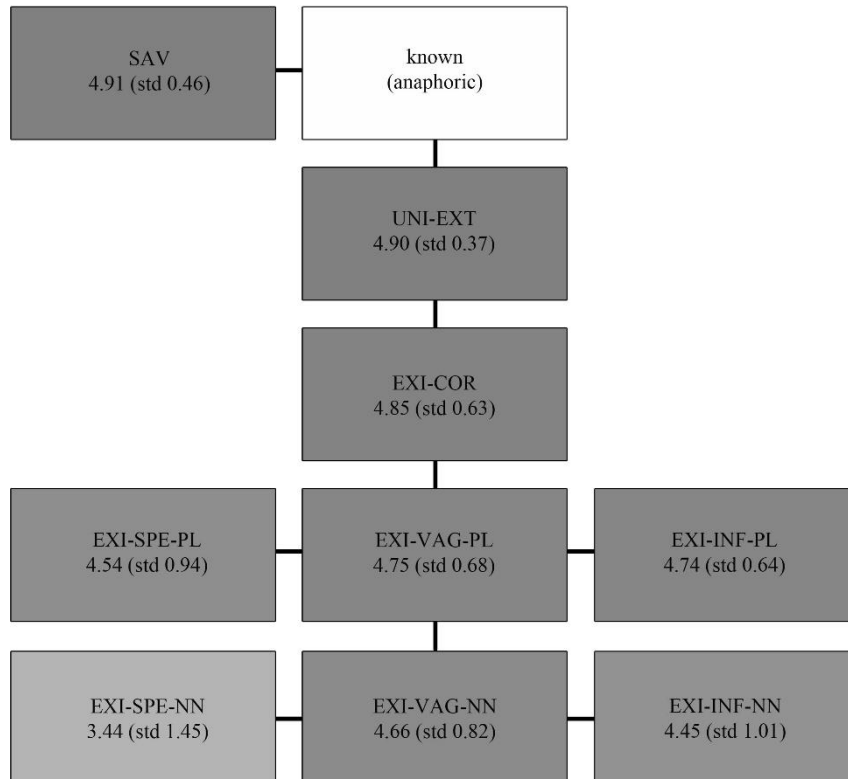 SAV
4.91 (std 0.46)
known
(anaphoric)
UNI-EXT
4.90 (std 0.37)
EXI-COR
4.85 (std 0.63)
EXI-SPE-PL
4.54 (std 0.94)
EXI-VAG-PL
4.75 (std 0.68)
EXI-INF-PL
4.74 (std 0.64)
EXI-SPE-NN
3.44 (std 1.45)
EXI-VAG-NN
4.66 (std 0.82)
EXI-INF-NN
4.45 (std 1.01)